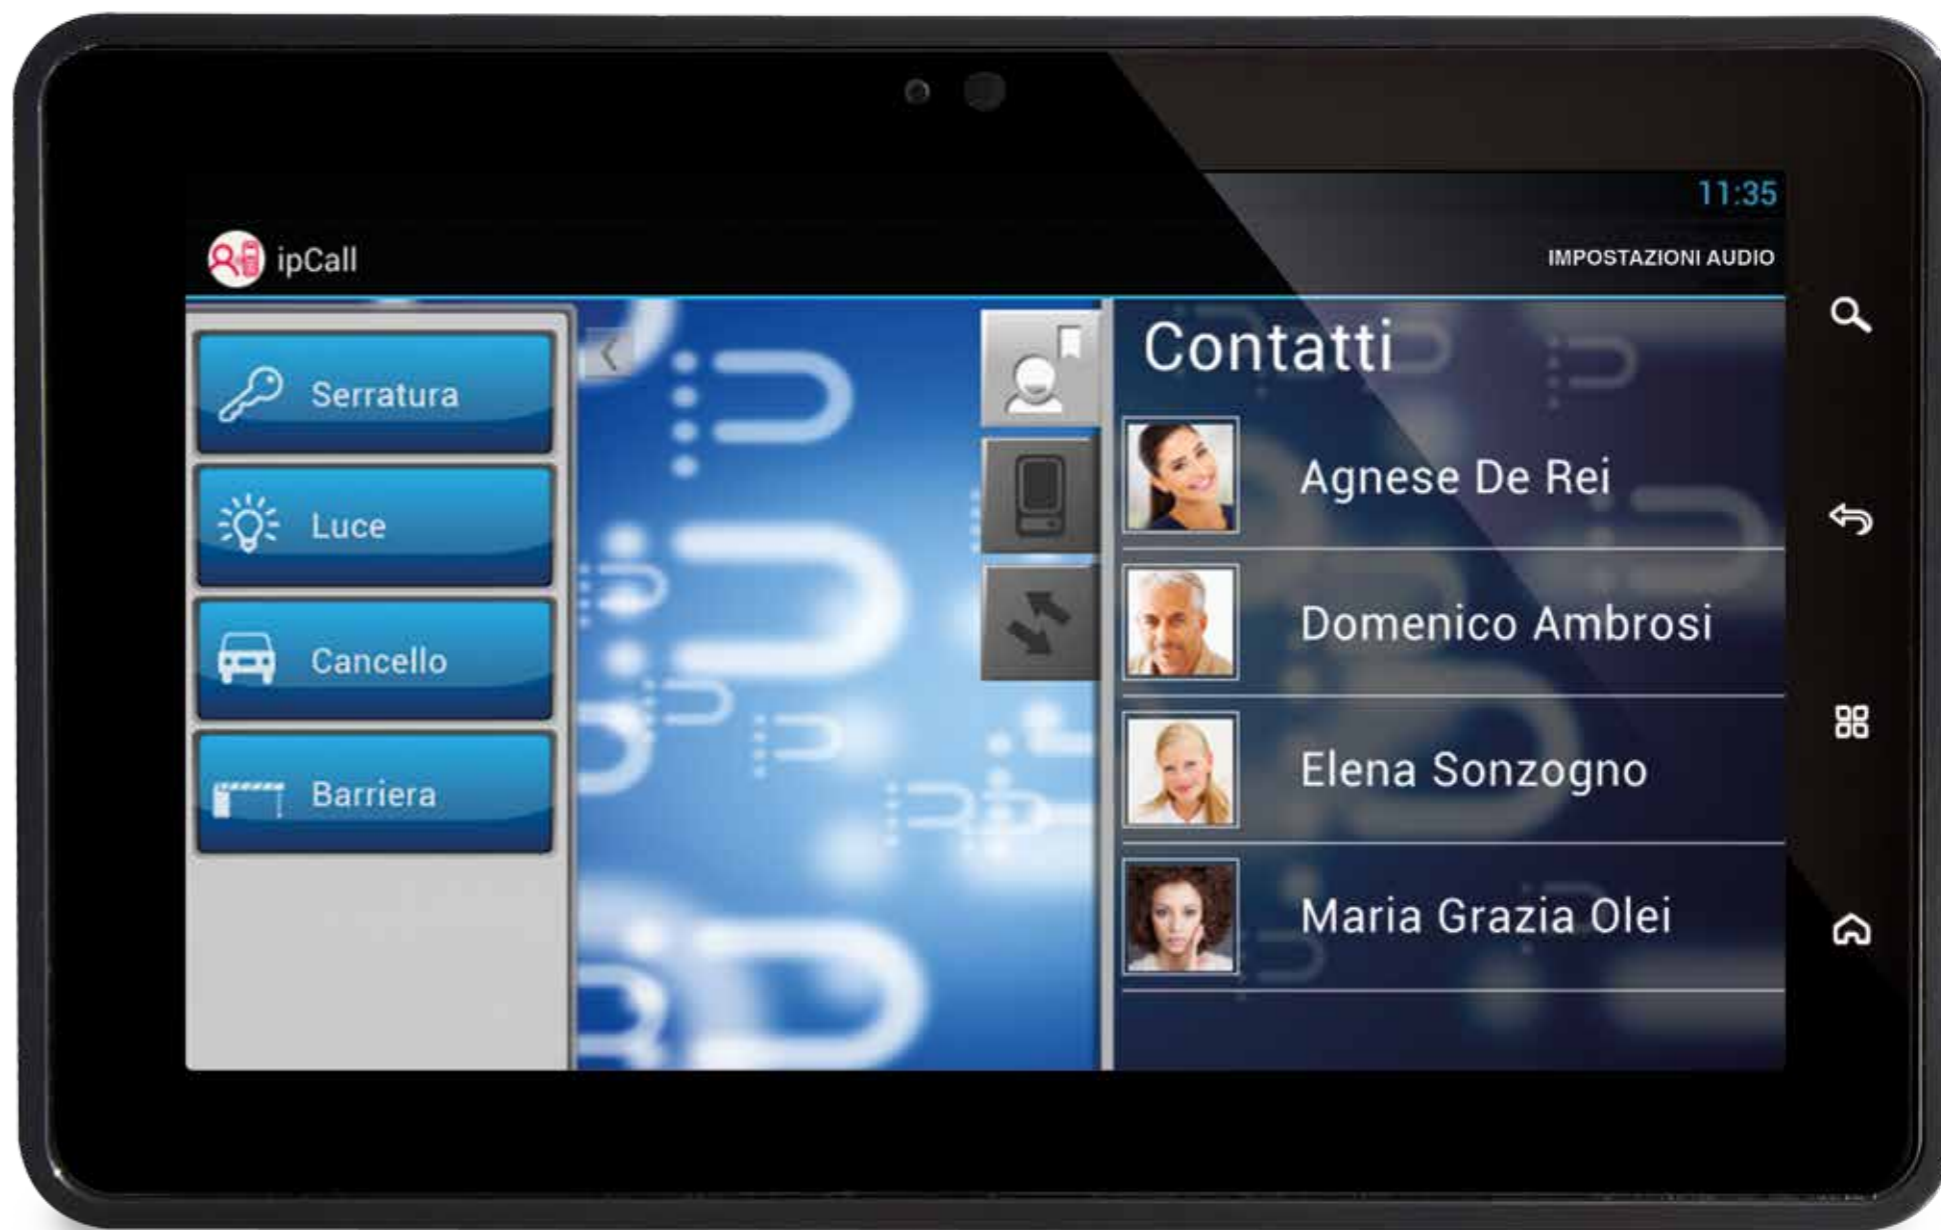 11:35
ipCall
IMPOSTAZIONI AUDIO
Serratura
Luce
Cancello
Barriera
Contatti
Agnese De Rei
Domenico Ambrosi
Elena Sonzogno
Maria Grazia Olei